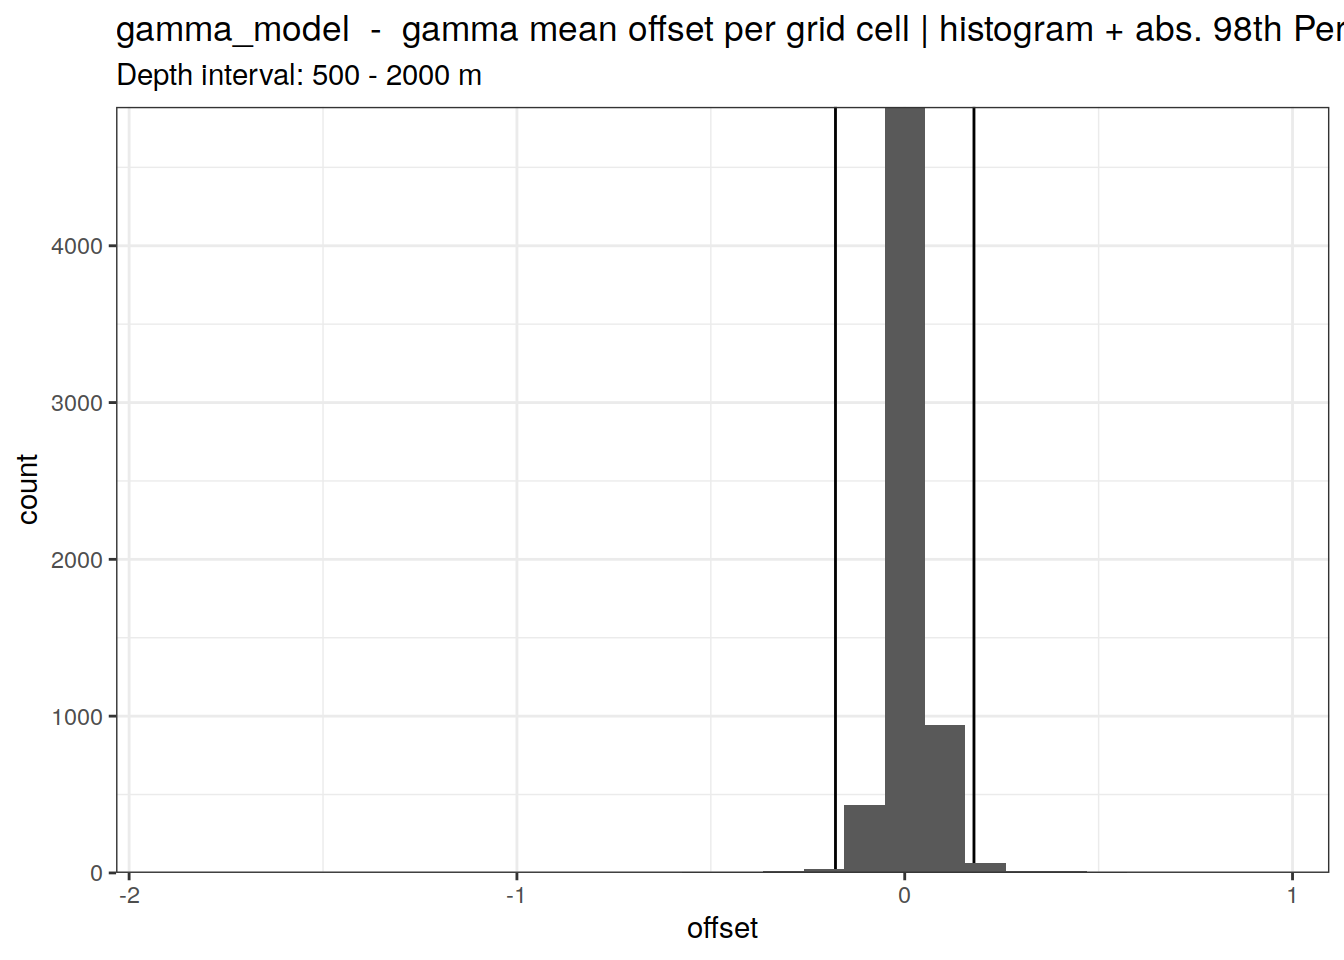 gamma_model  -  gamma mean offset per grid cell | histogram + abs. 98th Per
Depth interval: 500 - 2000 m
4000
3000
2000
1000
0
count
-2
-1
0
1
offset